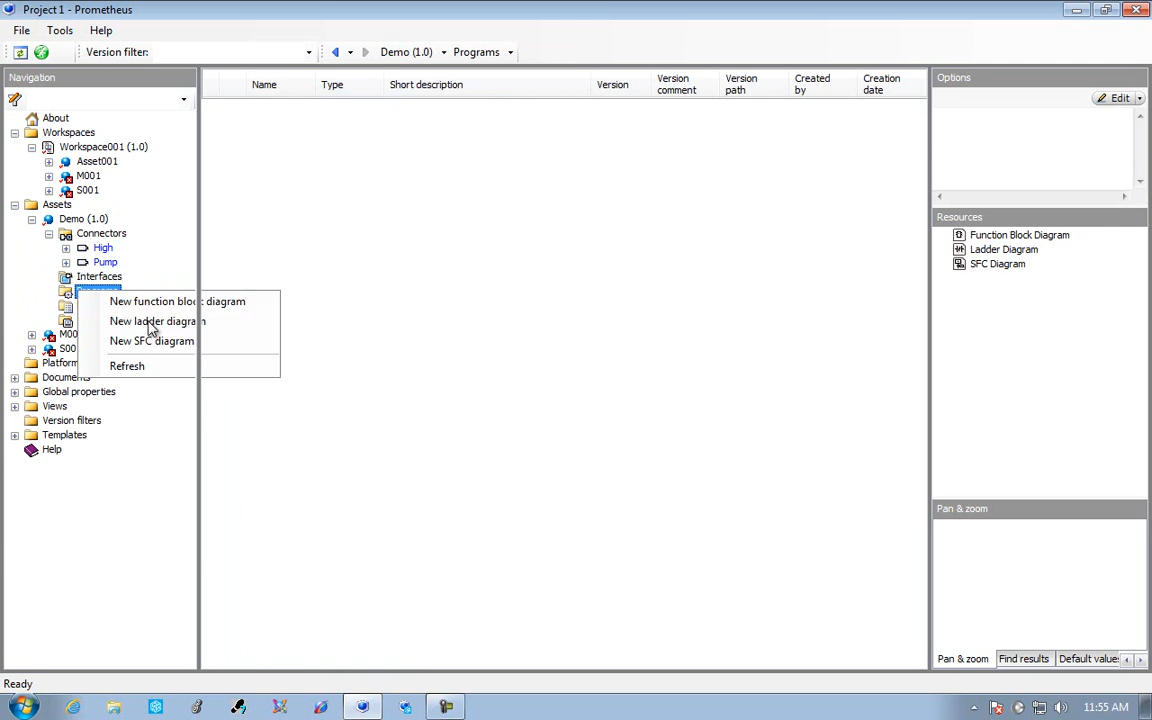 Project 1 - Prometheus
File Tools Help
Version filter: Demo (1.0) Programs
Navigation
About
Workspaces
Workspace001 (1.0)
Asset001
M001
S001
Assets
Demo (1.0)
Connectors
High
Pump
Interfaces
New function block diagram
New ladder diagram
New SFC diagram
Refresh
M00
S00
Platform
Documents
Global properties
Views
Version filters
Templates
Help
Name Type Short description Version Version comment Version path Created by Creation date
Options
Edit
Resources
Function Block Diagram
Ladder Diagram
SFC Diagram
Pan & zoom
Pan & zoom Find results Default values
Ready
11:55 AM